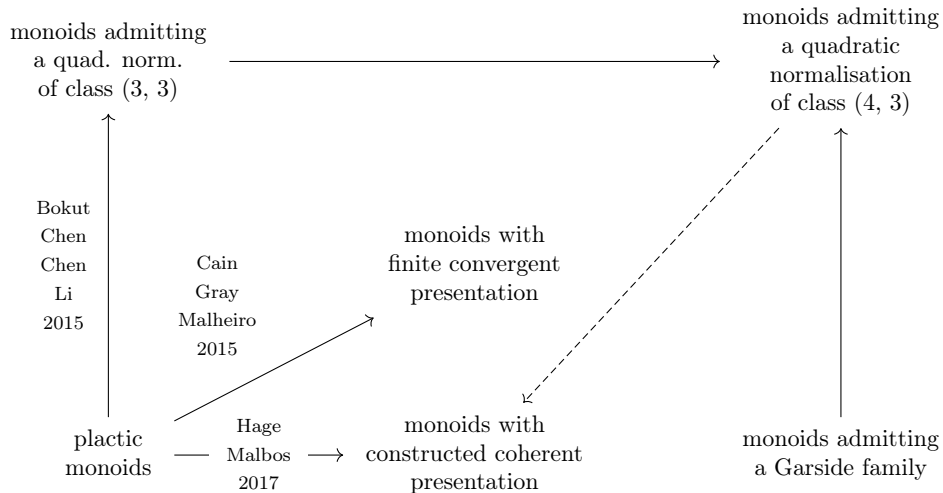 monoids admitting
a quad. norm.
of class (3, 3)
monoids admitting
a quadratic
normalisation
of class (4, 3)
Bokut
Chen
Chen
Li
2015
Cain
Gray
Malheiro
2015
monoids with
finite convergent
presentation
plactic
monoids
Hage
Malbos
2017
monoids with
constructed coherent
presentation
monoids admitting
a Garside family